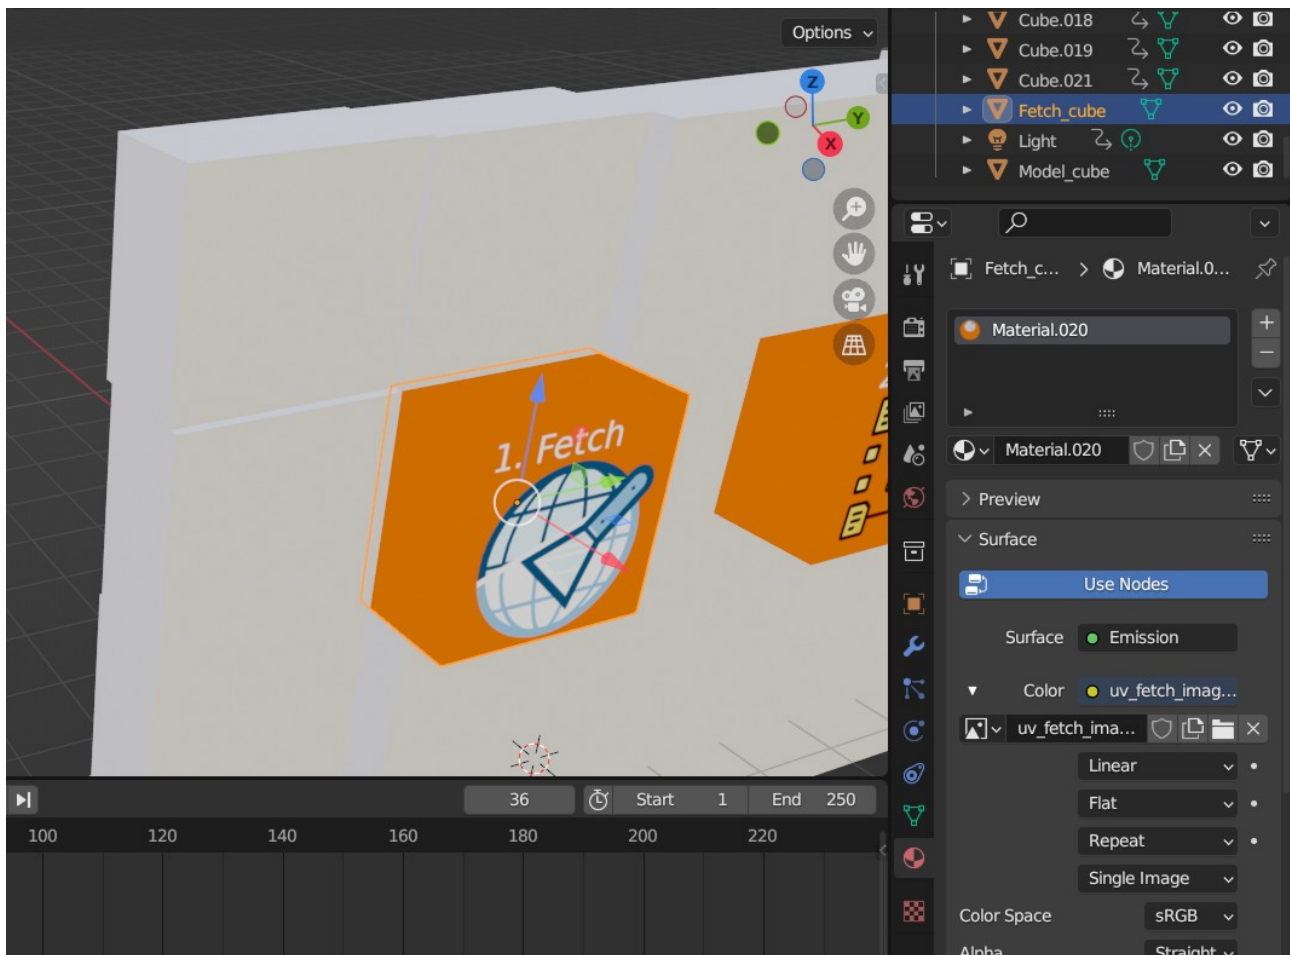 Options
Z
Y
X
1. Fetch
Cube.018
Cube.019
Cube.021
Fetch_cube
Light
Model_cube
Fetch_c... > Material.0...
Material.020
Material.020
Preview
Surface
Use Nodes
Surface Emission
Color uv_fetch_imag...
uv_fetch_ima...
Linear
Flat
Repeat
Single Image
Color Space sRGB
Alpha Straight
36 Start 1 End 250
100 120 140 160 180 200 220